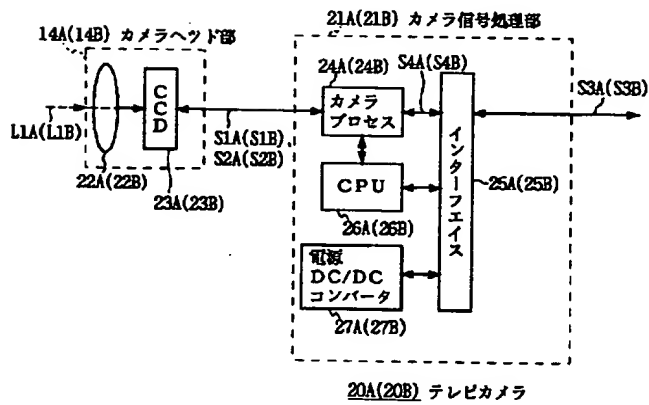 21A(21B) カメラ信号処理部
14A(14B) カメラヘッド部
24A(24B)
S4A(S4B)
S3A(S3B)
CCD
カメラ
プロセス
L1A(L1B)
S1A(S1B),
S2A(S2B)
インターフェイス
25A(25B)
22A(22B)
CPU
23A(23B)
26A(26B)
電源
DC/DC
コンバータ
27A(27B)
20A(20B) テレビカメラ